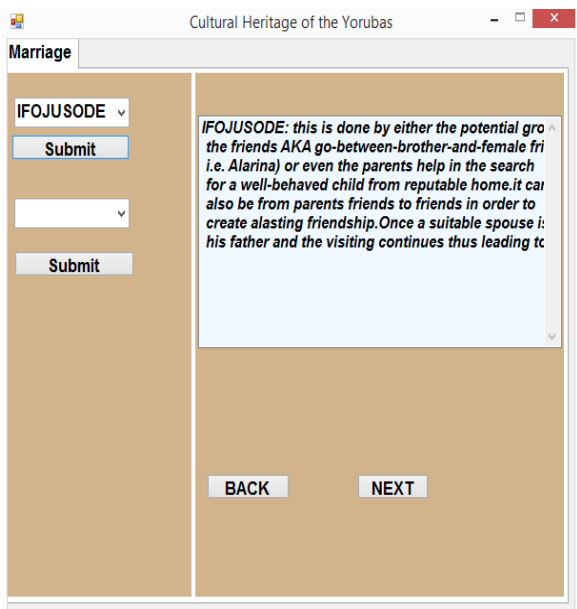 Cultural Heritage of the Yorubas
Marriage
IFOJUSODE
Submit
Submit
IFOJUSODE: this is done by either the potential gro
the friends AKA go-between-brother-and-female fri
i.e. Alarina) or even the parents help in the search
for a well-behaved child from reputable home.it can
also be from parents friends to friends in order to
create alasting friendship.Once a suitable spouse is
his father and the visiting continues thus leading to
BACK NEXT